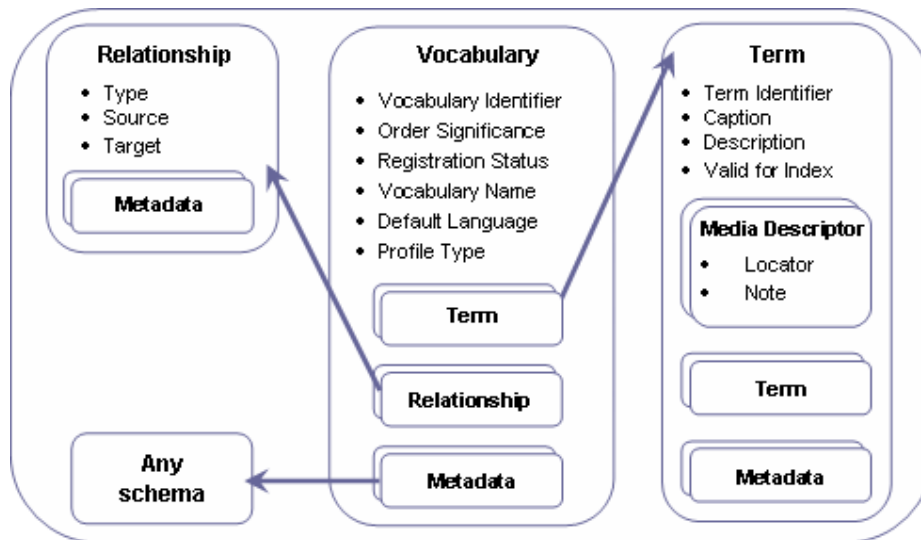 Relationship
• Type
• Source
• Target
Metadata
Any
schema
Vocabulary
• Vocabulary Identifier
• Order Significance
• Registration Status
• Vocabulary Name
• Default Language
• Profile Type
Term
Relationship
Metadata
Term
• Term Identifier
• Caption
• Description
• Valid for Index
Media Descriptor
• Locator
• Note
Term
Metadata